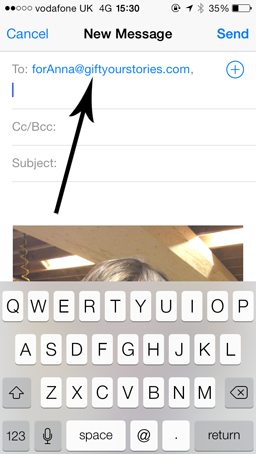 ●●○○○ vodafone UK 4G 15:30 35%
Cancel New Message Send
To: forAnna@giftyourstories.com,
Cc/Bcc:
Subject:
Q W E R T Y U I O P
A S D F G H J K L
Z X C V B N M
123 space @ . return